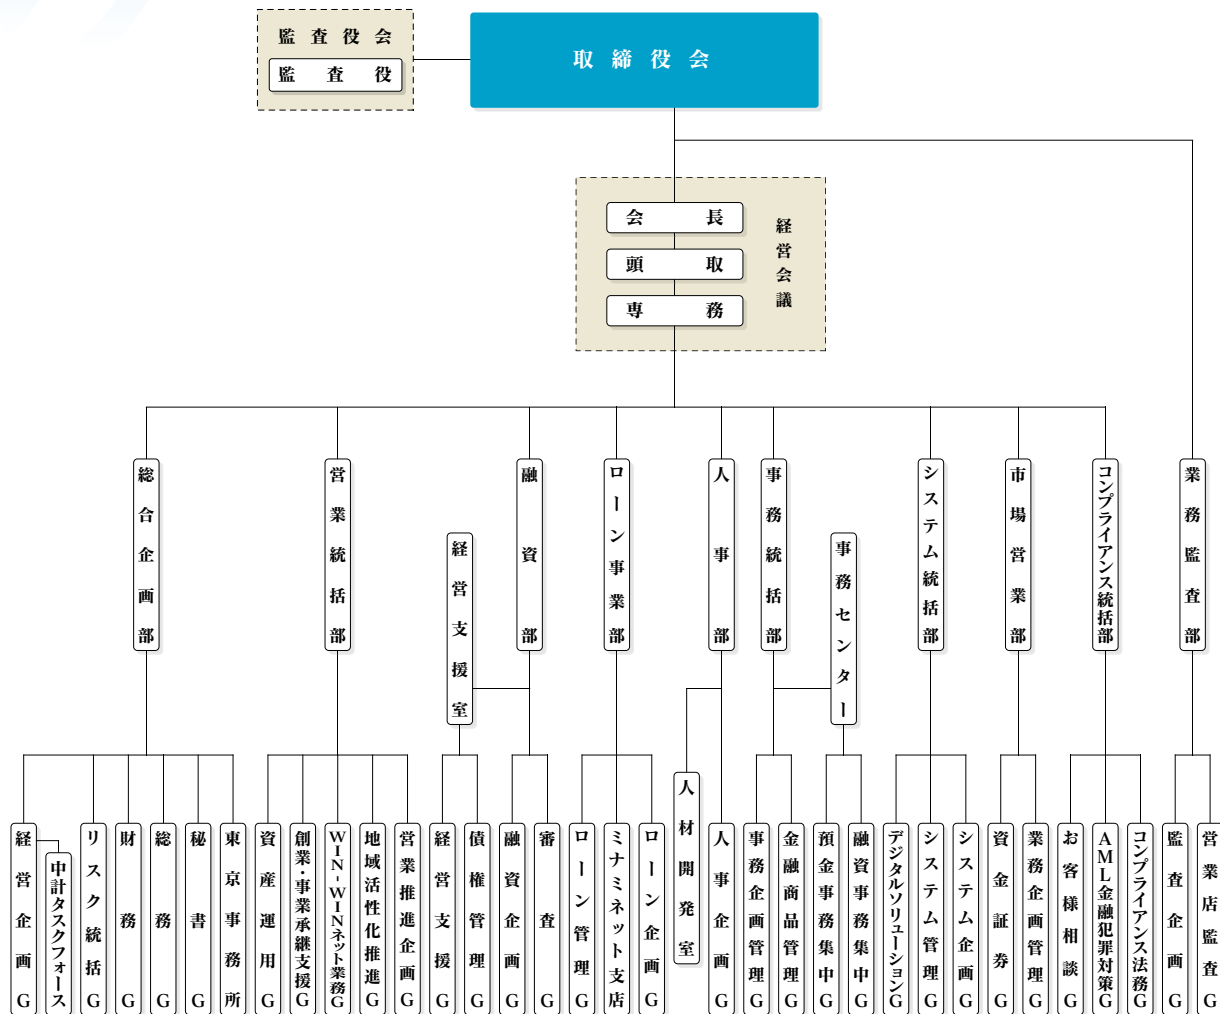 監査役会
監査役
取締役会
会長
頭取
専務
経営会議
総合企画部
営業統括部
経営支援室
融資部
ローン事業部
人事部
事務統括部
事務センター
システム統括部
市場営業部
コンプライアンス統括部
業務監査部
経営企画G
中計タスクフォース
リスク統括G
財務G
総務G
秘書G
東京事務所
資産運用G
創業・事業承継支援G
WIN-WINネット業務G
地域活性化推進G
営業推進企画G
経営支援G
債権管理G
融資企画G
審査G
ローン管理G
ミナミネット支店
ローン企画G
人材開発室
人事企画G
事務企画管理G
金融商品管理G
預金事務集中G
融資事務集中G
デジタルソリューションG
システム管理G
システム企画G
資金証券G
業務企画管理G
お客様相談G
AML金融犯罪対策G
コンプライアンス法務G
監査企画G
営業店監査G